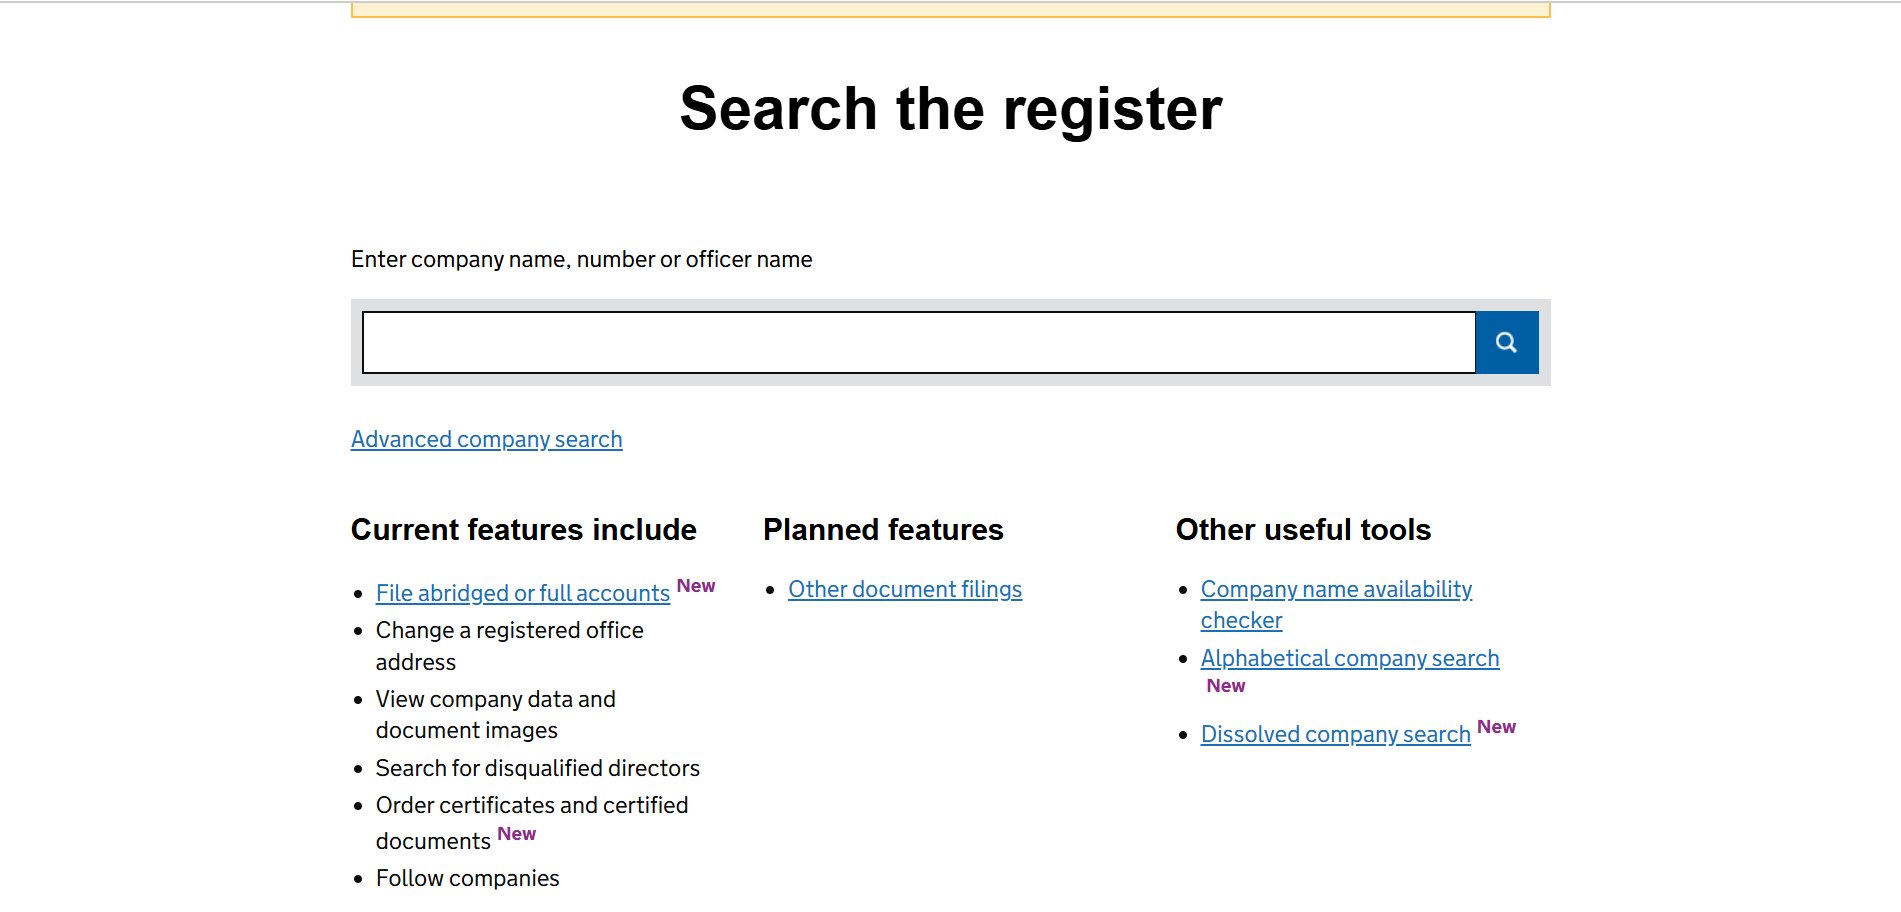 Search the register
Enter company name, number or officer name
Advanced company search
Current features include
File abridged or full accounts New
Change a registered office
address
View company data and
document images
Search for disqualified directors
Order certificates and certified
documents New
Follow companies
Planned features
Other document filings
Other useful tools
Company name availability
checker
Alphabetical company search
New
Dissolved company search New